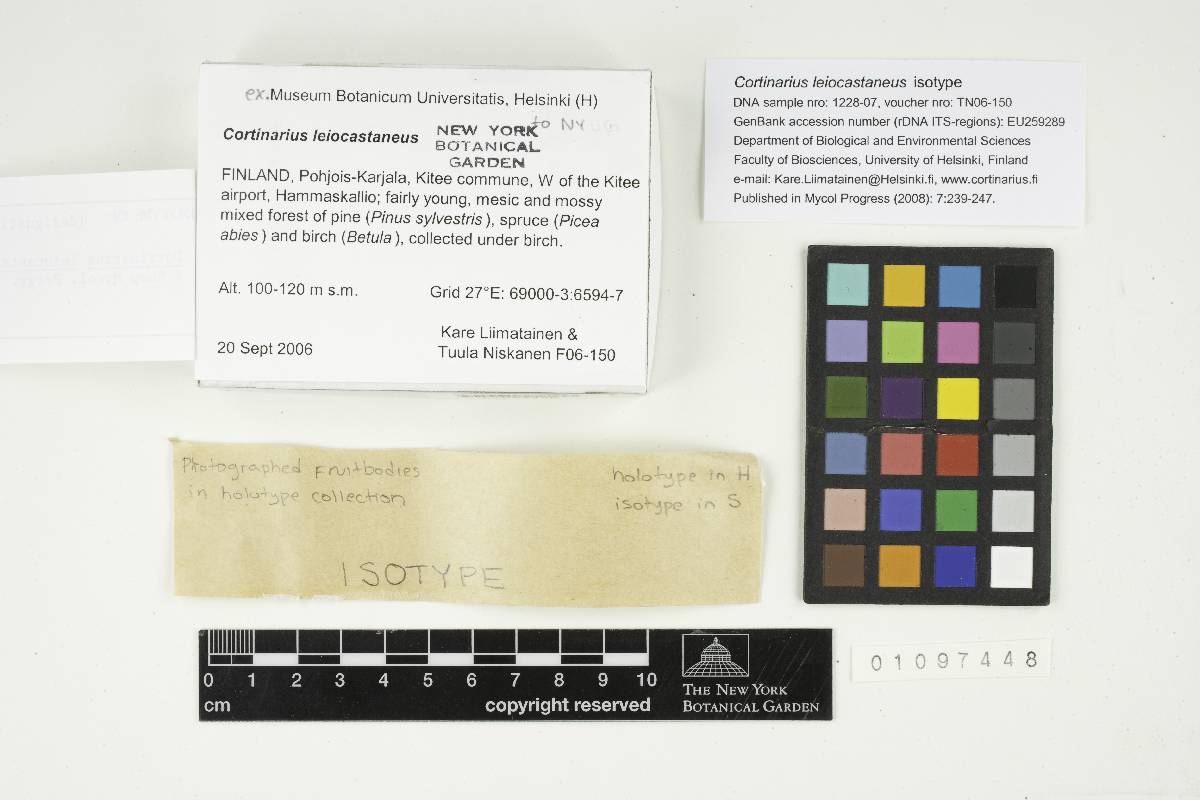 ex. Museum Botanicum Universitatis, Helsinki (H)
to NY
Cortinarius leiocastaneus
NEW YORK
BOTANICAL
GARDEN
FINLAND, Pohjois-Karjala, Kitee commune, W of the Kitee
airport, Hammaskallio; fairly young, mesic and mossy
mixed forest of pine (Pinus sylvestris), spruce (Picea
abies) and birch (Betula), collected under birch.
Alt. 100-120 m s.m.
Grid 27°E: 69000-3:6594-7
20 Sept 2006
Kare Liimatainen &
Tuula Niskanen F06-150
Cortinarius leiocastaneus isotype
DNA sample nro: 1228-07, voucher nro: TN06-150
GenBank accession number (rDNA ITS-regions): EU259289
Department of Biological and Environmental Sciences
Faculty of Biosciences, University of Helsinki, Finland
e-mail: Kare.Liimatainen@Helsinki.fi, www.cortinarius.fi
Published in Mycol Progress (2008): 7:239-247.
Photographed fruitbodies
in holotype collection
holotype in H
isotype in S
ISOTYPE
0 1 2 3 4 5 6 7 8 9 10
cm
copyright reserved
THE NEW YORK
BOTANICAL GARDEN
01097448